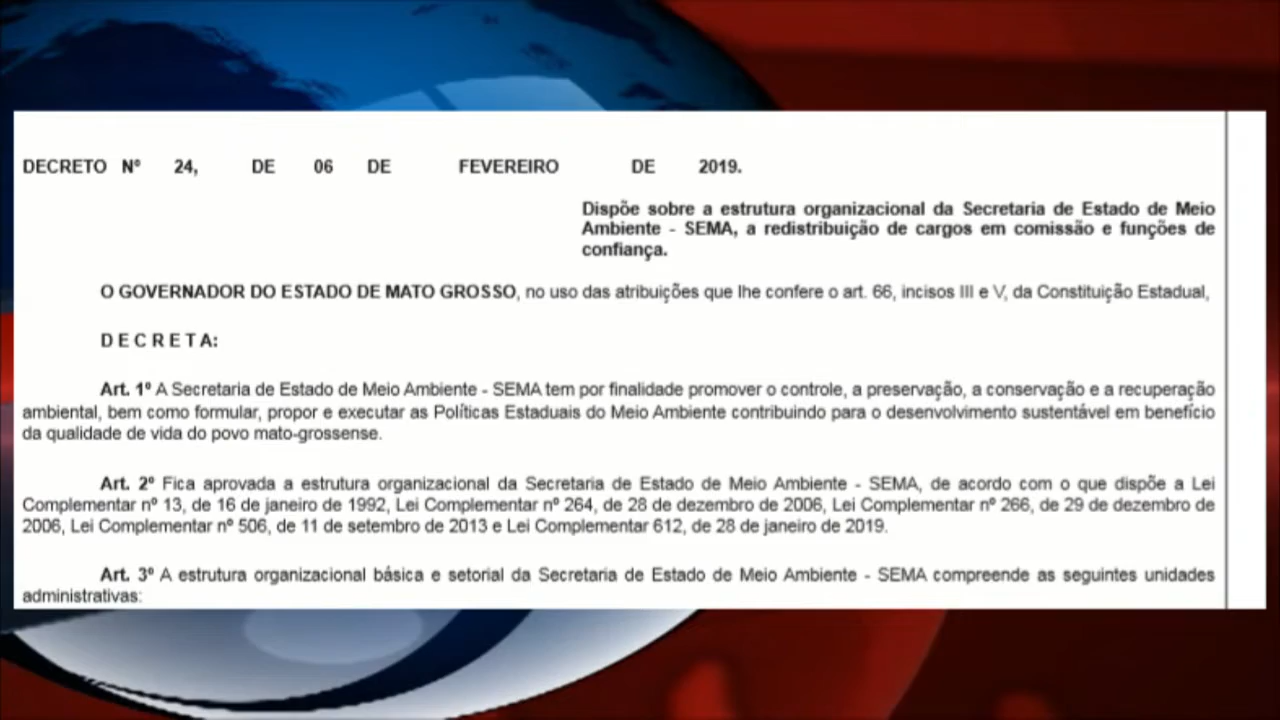 DECRETO Nº 24, DE 06 DE FEVEREIRO DE 2019.
Dispõe sobre a estrutura organizacional da Secretaria de Estado de Meio
Ambiente - SEMA, a redistribuição de cargos em comissão e funções de
confiança.
O GOVERNADOR DO ESTADO DE MATO GROSSO, no uso das atribuições que lhe confere o art. 66, incisos III e V, da Constituição Estadual,
D E C R E T A:
Art. 1º A Secretaria de Estado de Meio Ambiente - SEMA tem por finalidade promover o controle, a preservação, a conservação e a recuperação
ambiental, bem como formular, propor e executar as Políticas Estaduais do Meio Ambiente contribuindo para o desenvolvimento sustentável em benefício
da qualidade de vida do povo mato-grossense.
Art. 2º Fica aprovada a estrutura organizacional da Secretaria de Estado de Meio Ambiente - SEMA, de acordo com o que dispõe a Lei
Complementar nº 13, de 16 de janeiro de 1992, Lei Complementar nº 264, de 28 de dezembro de 2006, Lei Complementar nº 266, de 29 de dezembro de
2006, Lei Complementar nº 506, de 11 de setembro de 2013 e Lei Complementar 612, de 28 de janeiro de 2019.
Art. 3º A estrutura organizacional básica e setorial da Secretaria de Estado de Meio Ambiente - SEMA compreende as seguintes unidades
administrativas: